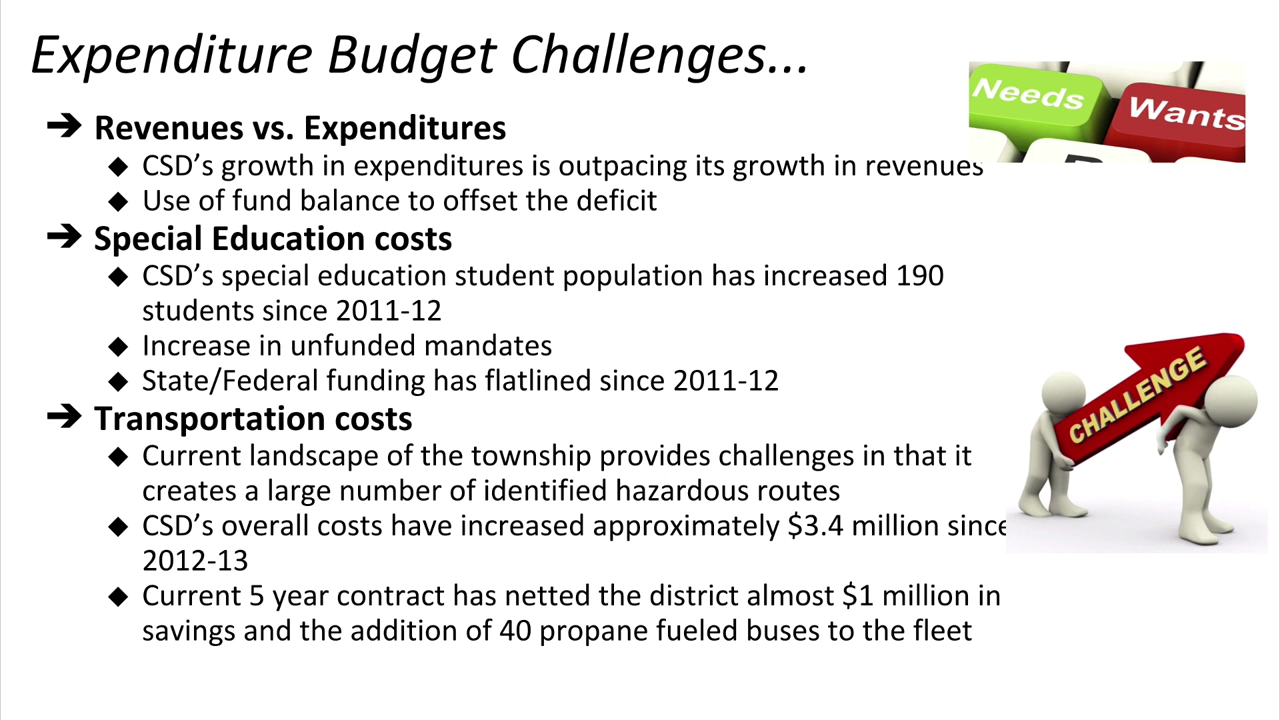 Expenditure Budget Challenges...
Needs
Wants
➔ Revenues vs. Expenditures
◆ CSD’s growth in expenditures is outpacing its growth in revenues
◆ Use of fund balance to offset the deficit
➔ Special Education costs
◆ CSD’s special education student population has increased 190
students since 2011-12
◆ Increase in unfunded mandates
◆ State/Federal funding has flatlined since 2011-12
CHALLENGE
➔ Transportation costs
◆ Current landscape of the township provides challenges in that it
creates a large number of identified hazardous routes
◆ CSD’s overall costs have increased approximately $3.4 million since
2012-13
◆ Current 5 year contract has netted the district almost $1 million in
savings and the addition of 40 propane fueled buses to the fleet